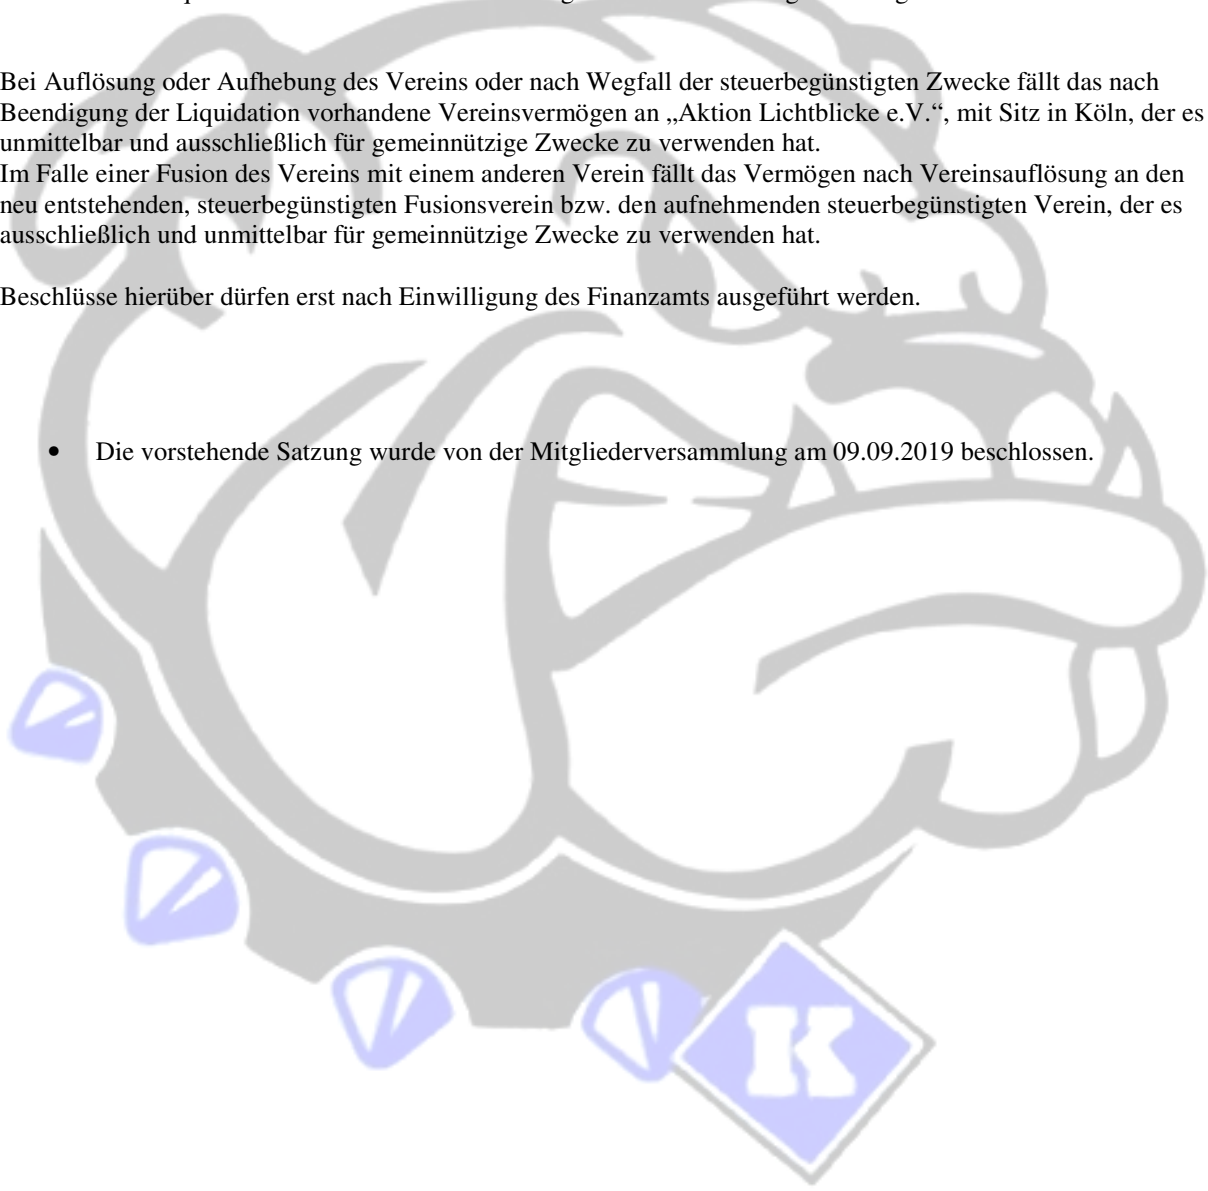 Bei Auflösung oder Aufhebung des Vereins oder nach Wegfall der steuerbegünstigten Zwecke fällt das nach
Beendigung der Liquidation vorhandene Vereinsvermögen an „Aktion Lichtblicke e.V.“, mit Sitz in Köln, der es
unmittelbar und ausschließlich für gemeinnützige Zwecke zu verwenden hat.
Im Falle einer Fusion des Vereins mit einem anderen Verein fällt das Vermögen nach Vereinsauflösung an den
neu entstehenden, steuerbegünstigten Fusionsverein bzw. den aufnehmenden steuerbegünstigten Verein, der es
ausschließlich und unmittelbar für gemeinnützige Zwecke zu verwenden hat.
Beschlüsse hierüber dürfen erst nach Einwilligung des Finanzamts ausgeführt werden.
• Die vorstehende Satzung wurde von der Mitgliederversammlung am 09.09.2019 beschlossen.
K